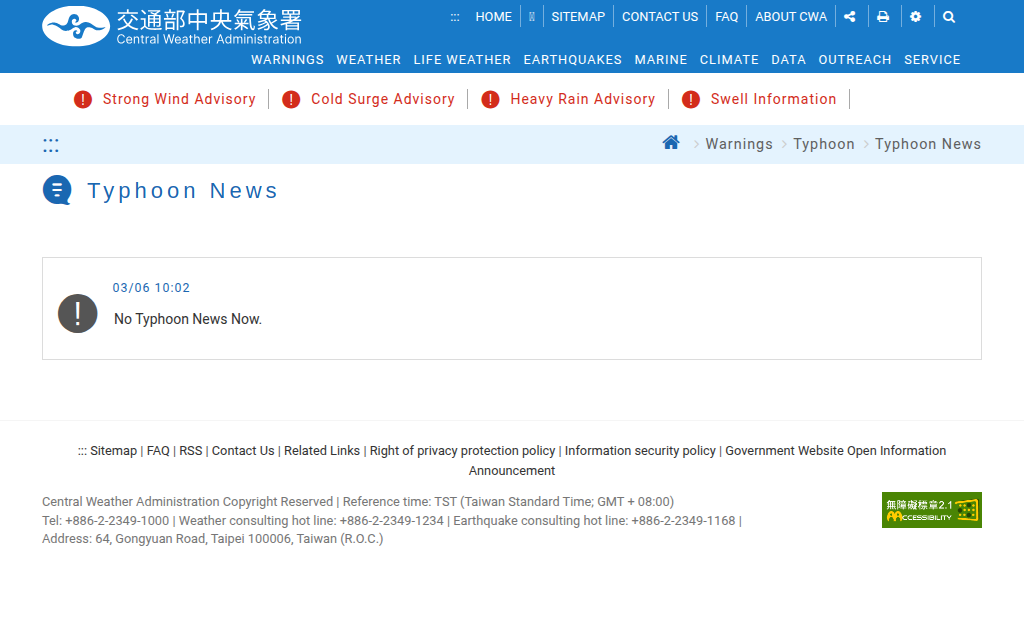 交通部中央氣象署
Central Weather Administration
::: HOME SITEMAP CONTACT US FAQ ABOUT CWA
WARNINGS WEATHER LIFE WEATHER EARTHQUAKES MARINE CLIMATE DATA OUTREACH SERVICE
Strong Wind Advisory Cold Surge Advisory Heavy Rain Advisory Swell Information
::: Warnings Typhoon Typhoon News
Typhoon News
03/06 10:02
No Typhoon News Now.
::: Sitemap | FAQ | RSS | Contact Us | Related Links | Right of privacy protection policy | Information security policy | Government Website Open Information
Announcement
Central Weather Administration Copyright Reserved | Reference time: TST (Taiwan Standard Time; GMT + 08:00)
Tel: +886-2-2349-1000 | Weather consulting hot line: +886-2-2349-1234 | Earthquake consulting hot line: +886-2-2349-1168 |
Address: 64, Gongyuan Road, Taipei 100006, Taiwan (R.O.C.)
無障礙標章2.1
ACCESSIBILITY